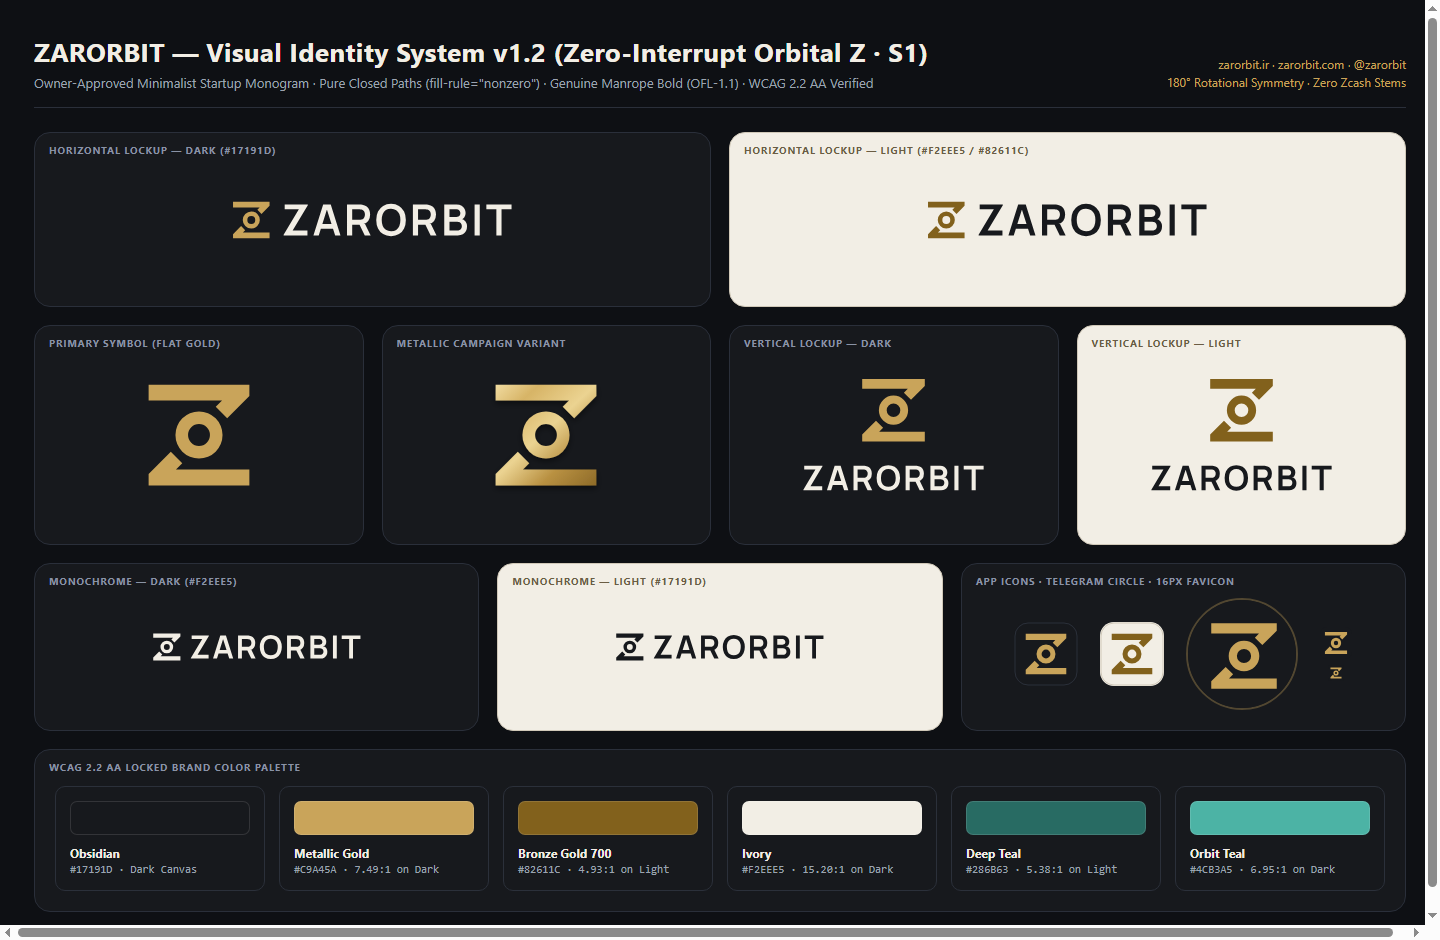 ZARORBIT — Visual Identity System v1.2 (Zero-Interrupt Orbital Z · S1)
Owner-Approved Minimalist Startup Monogram · Pure Closed Paths (fill-rule="nonzero") · Genuine Manrope Bold (OFL-1.1) · WCAG 2.2 AA Verified
zarorbit.ir · zarorbit.com · @zarorbit
180° Rotational Symmetry · Zero Zcash Stems
HORIZONTAL LOCKUP — DARK (#17191D)
ZARORBIT
HORIZONTAL LOCKUP — LIGHT (#F2EEE5 / #82611C)
ZARORBIT
PRIMARY SYMBOL (FLAT GOLD)
METALLIC CAMPAIGN VARIANT
VERTICAL LOCKUP — DARK
ZARORBIT
VERTICAL LOCKUP — LIGHT
ZARORBIT
MONOCHROME — DARK (#F2EEE5)
ZARORBIT
MONOCHROME — LIGHT (#17191D)
ZARORBIT
APP ICONS · TELEGRAM CIRCLE · 16PX FAVICON
WCAG 2.2 AA LOCKED BRAND COLOR PALETTE
Obsidian
#17191D · Dark Canvas
Metallic Gold
#C9A45A · 7.49:1 on Dark
Bronze Gold 700
#82611C · 4.93:1 on Light
Ivory
#F2EEE5 · 15.20:1 on Dark
Deep Teal
#286B63 · 5.38:1 on Light
Orbit Teal
#4CB3A5 · 6.95:1 on Dark